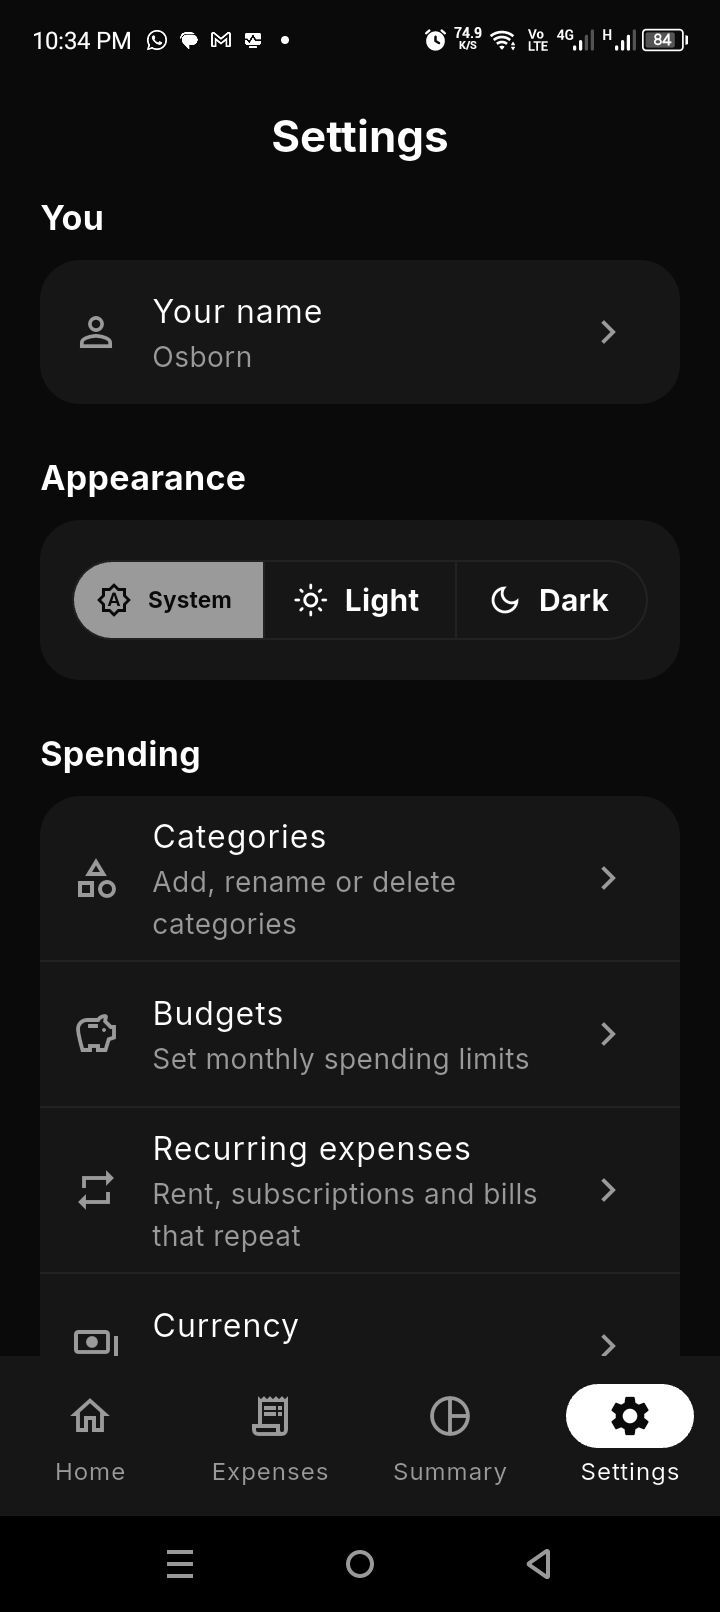 10:34 PM 74.9 K/S Vo LTE 4G H 84
Settings
You
Your name
Osborn
Appearance
A System Light Dark
Spending
Categories
Add, rename or delete
categories
Budgets
Set monthly spending limits
Recurring expenses
Rent, subscriptions and bills
that repeat
Currency
Home Expenses Summary Settings